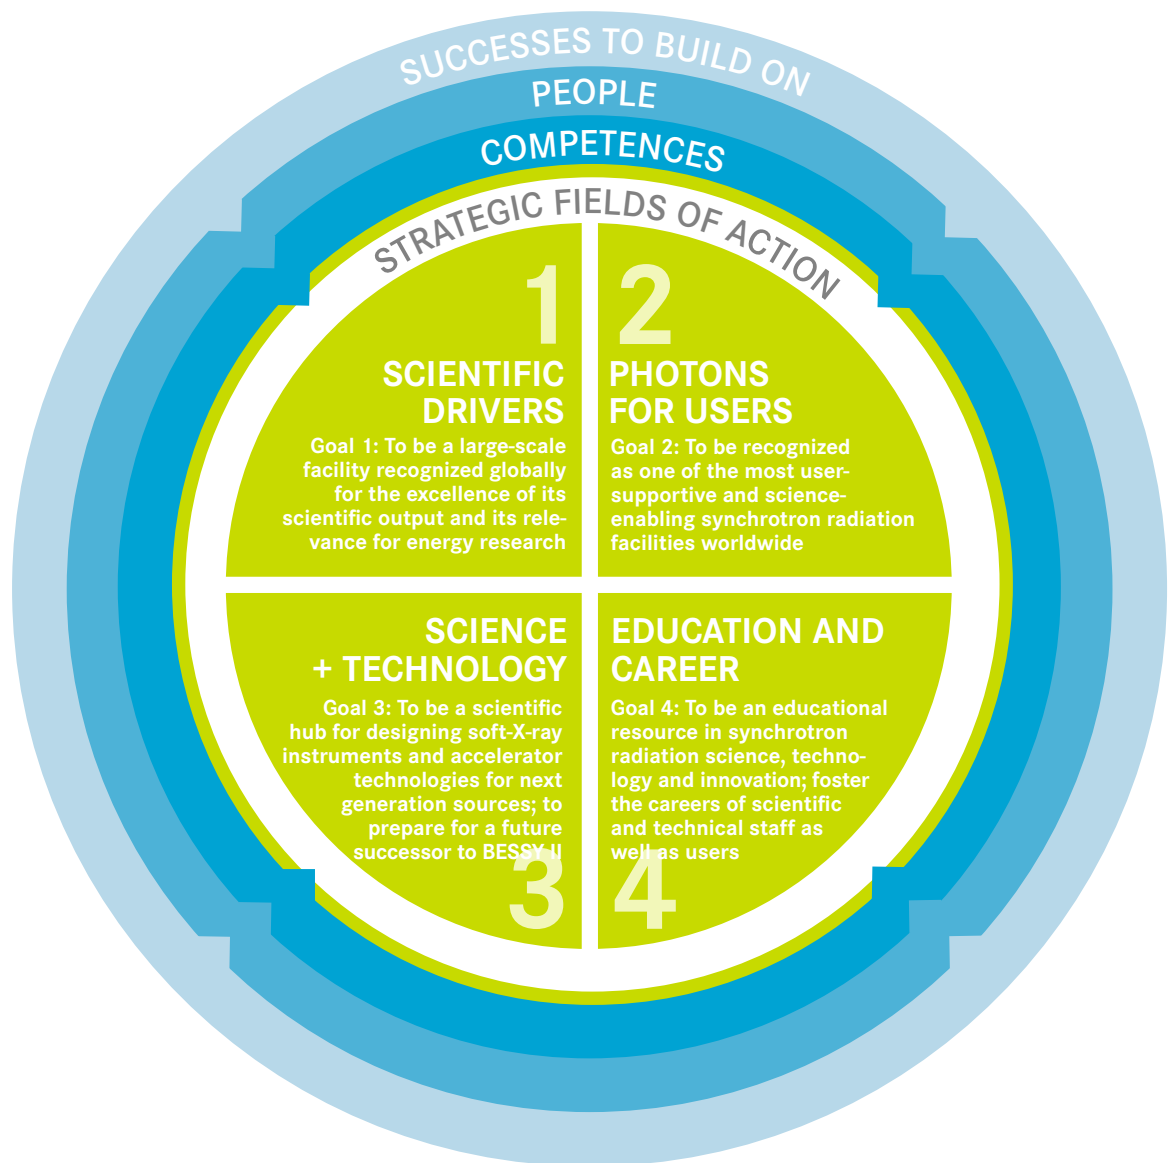 SUCCESSES TO BUILD ON
PEOPLE
COMPETENCES
STRATEGIC FIELDS OF ACTION
1
SCIENTIFIC
DRIVERS
Goal 1: To be a large-scale
facility recognized globally
for the excellence of its
scientific output and its rele-
vance for energy research
2
PHOTONS
FOR USERS
Goal 2: To be recognized
as one of the most user-
supportive and science-
enabling synchrotron radiation
facilities worldwide
SCIENCE
+ TECHNOLOGY
Goal 3: To be a scientific
hub for designing soft-X-ray
instruments and accelerator
technologies for next
generation sources; to
prepare for a future
successor to BESSY II
3
EDUCATION AND
CAREER
Goal 4: To be an educational
resource in synchrotron
radiation science, techno-
logy and innovation; foster
the careers of scientific
and technical staff as
well as users
4